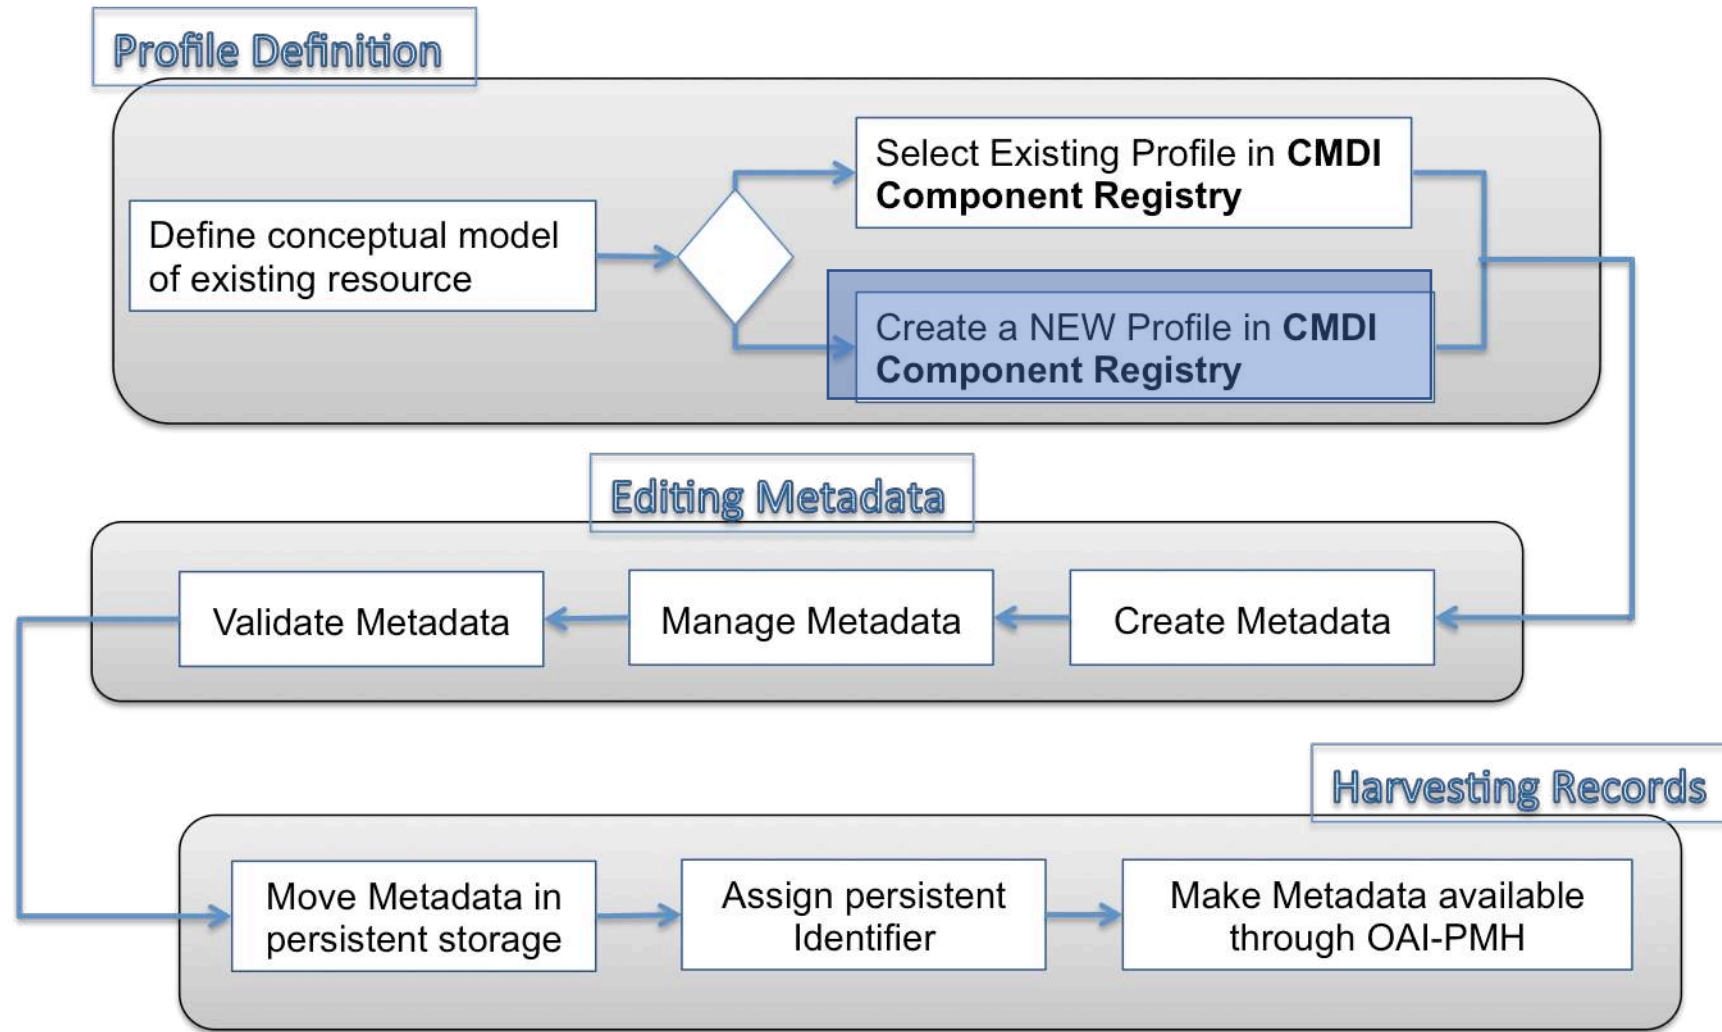 Profile Definition
Select Existing Profile in CMDI
Component Registry
Define conceptual model
of existing resource
Create a NEW Profile in CMDI
Component Registry
Editing Metadata
Validate Metadata
Manage Metadata
Create Metadata
Harvesting Records
Move Metadata in
persistent storage
Assign persistent
Identifier
Make Metadata available
through OAI-PMH